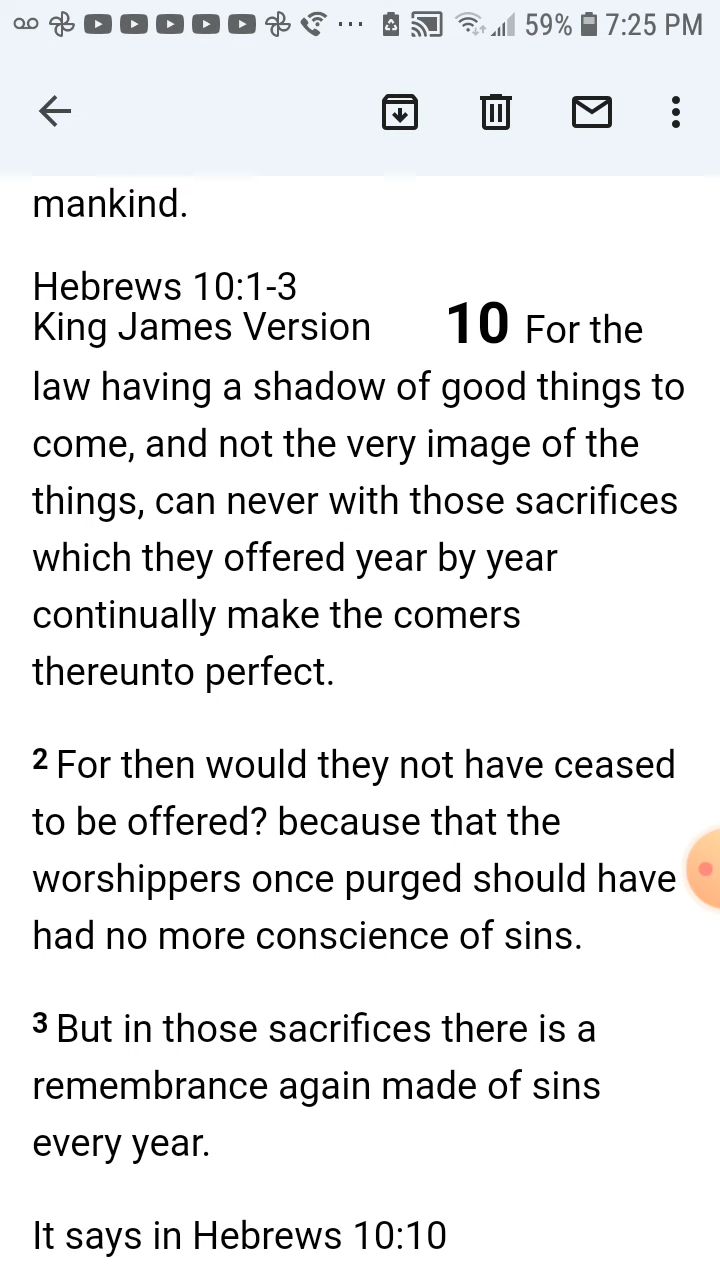 59% 7:25 PM
mankind.
Hebrews 10:1-3
King James Version 10 For the
law having a shadow of good things to
come, and not the very image of the
things, can never with those sacrifices
which they offered year by year
continually make the comers
thereunto perfect.
2 For then would they not have ceased
to be offered? because that the
worshippers once purged should have
had no more conscience of sins.
3 But in those sacrifices there is a
remembrance again made of sins
every year.
It says in Hebrews 10:10